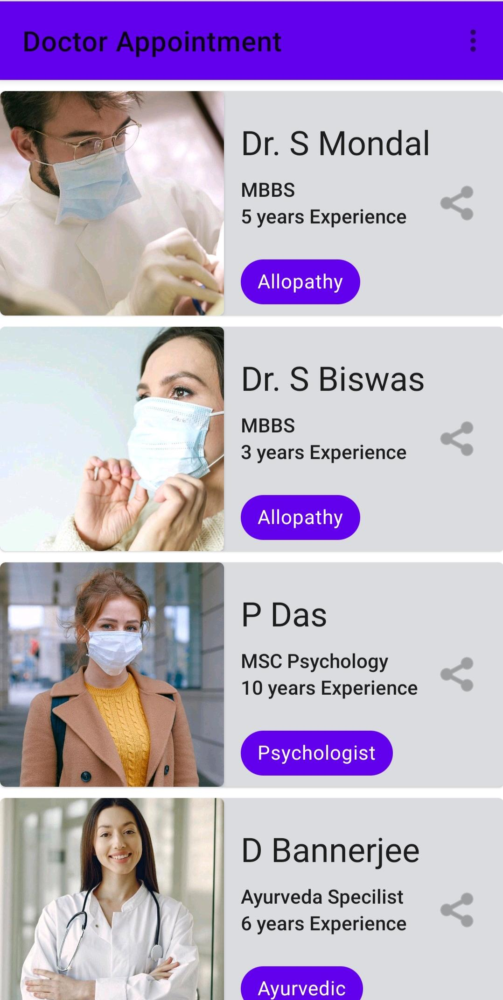 Doctor Appointment
Dr. S Mondal
MBBS
5 years Experience
Allopathy
Dr. S Biswas
MBBS
3 years Experience
Allopathy
P Das
MSC Psychology
10 years Experience
Psychologist
D Bannerjee
Ayurveda Specilist
6 years Experience
Ayurvedic